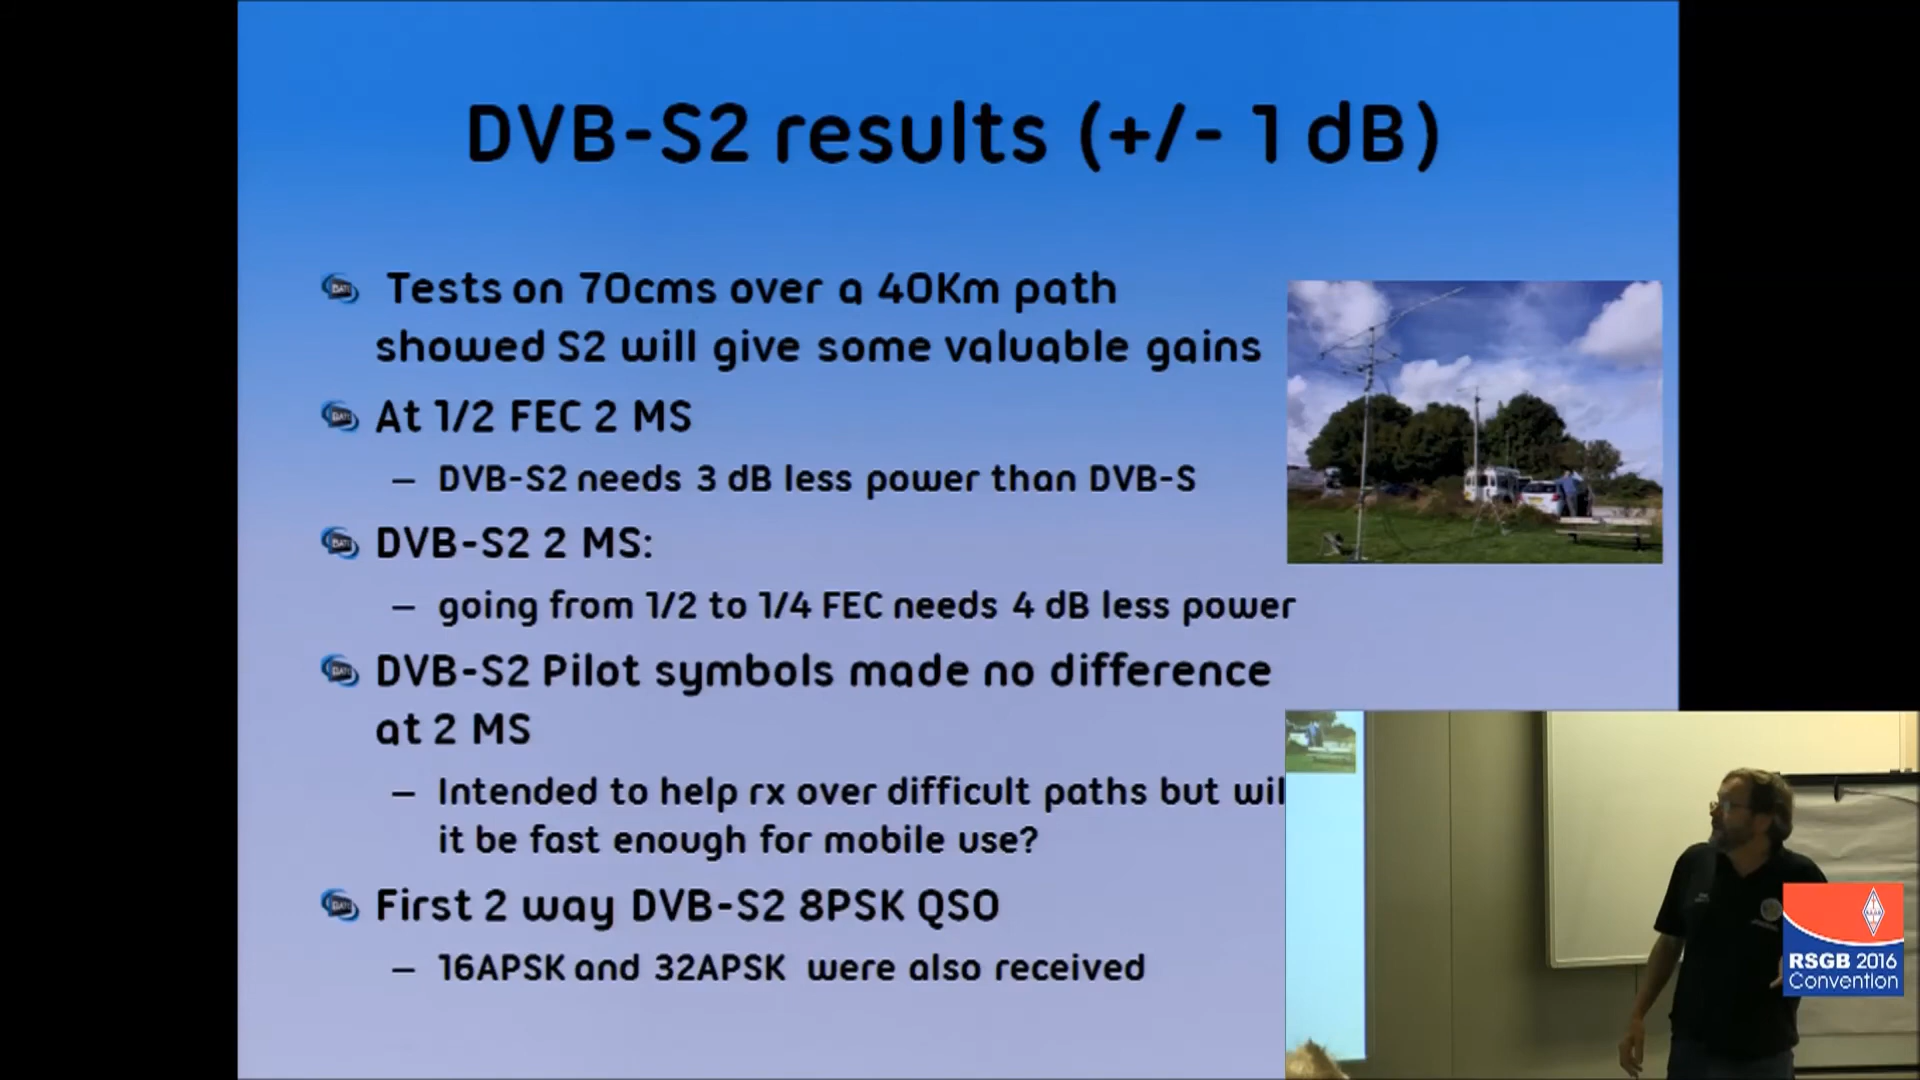 DVB-S2 results (+/- 1 dB)
Tests on 70cms over a 40Km path
showed S2 will give some valuable gains
At 1/2 FEC 2 MS
– DVB-S2 needs 3 dB less power than DVB-S
DVB-S2 2 MS:
– going from 1/2 to 1/4 FEC needs 4 dB less power
DVB-S2 Pilot symbols made no difference
at 2 MS
– Intended to help rx over difficult paths but wil
it be fast enough for mobile use?
First 2 way DVB-S2 8PSK QSO
– 16APSK and 32APSK were also received
RSGB 2016
Convention